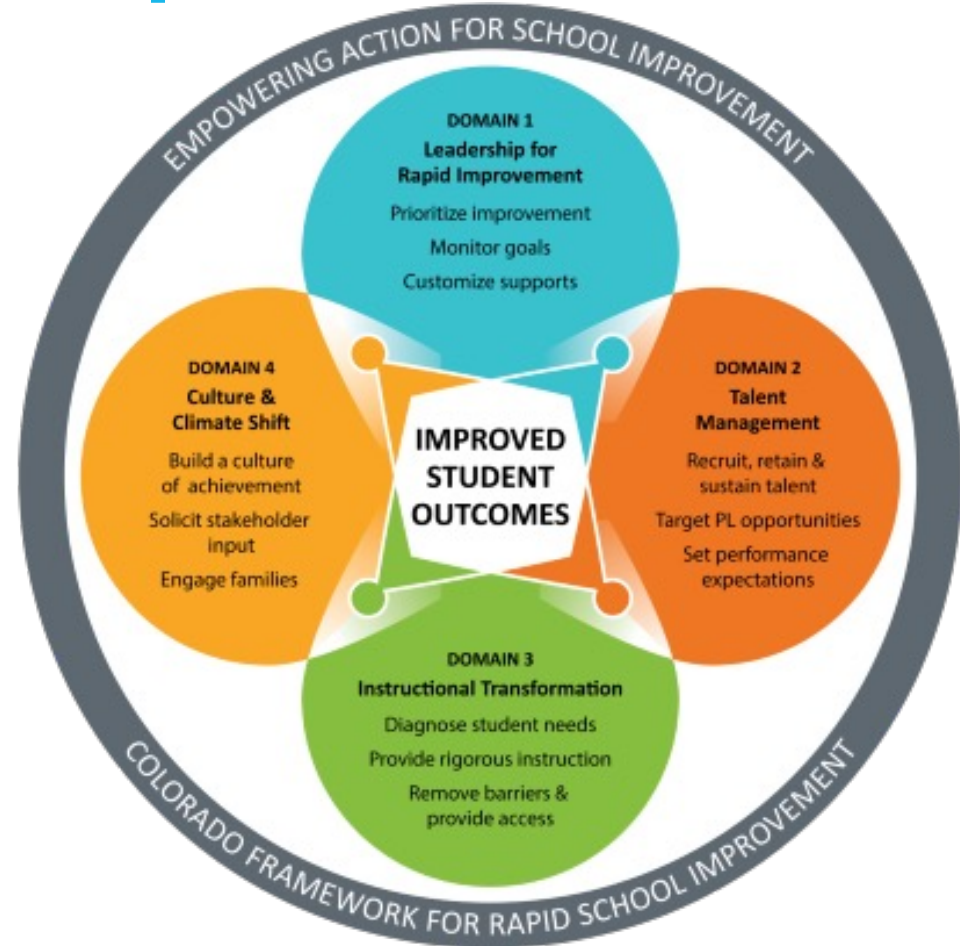 EMPOWERING ACTION FOR SCHOOL IMPROVEMENT
DOMAIN 1
Leadership for
Rapid Improvement
Prioritize improvement
Monitor goals
Customize supports
DOMAIN 4
Culture &
Climate Shift
Build a culture
of achievement
Solicit stakeholder
input
Engage families
IMPROVED
STUDENT
OUTCOMES
DOMAIN 2
Talent
Management
Recruit, retain &
sustain talent
Target PL opportunities
Set performance
expectations
DOMAIN 3
Instructional Transformation
Diagnose student needs
Provide rigorous instruction
Remove barriers &
provide access
COLORADO FRAMEWORK FOR RAPID SCHOOL IMPROVEMENT